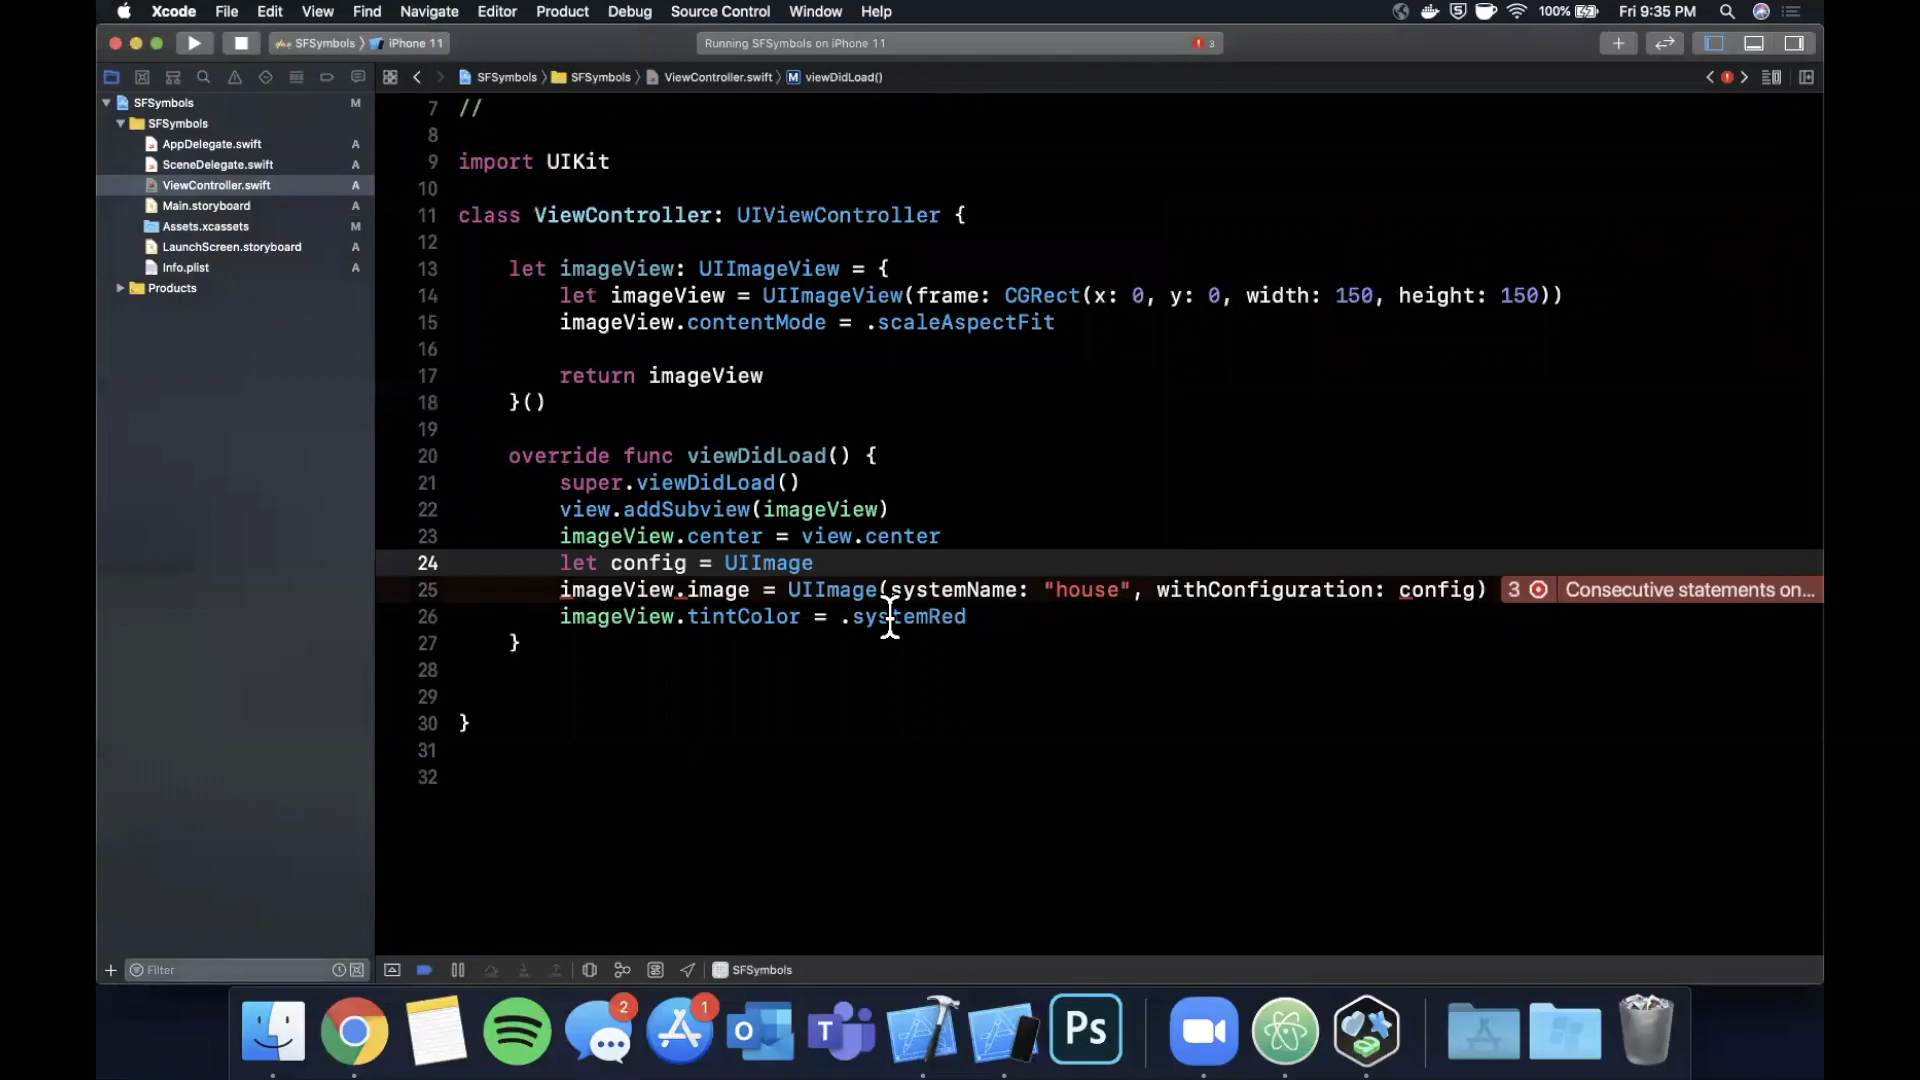 Xcode File Edit View Find Navigate Editor Product Debug Source Control Window Help 100% Fri 9:35 PM
SFSymbols iPhone 11 Running SFSymbols on iPhone 11 3
SFSymbols SFSymbols ViewController.swift M viewDidLoad()
SFSymbols M
SFSymbols
AppDelegate.swift A
SceneDelegate.swift A
ViewController.swift A
Main.storyboard A
Assets.xcassets M
LaunchScreen.storyboard A
Info.plist A
Products
7 //
8
9 import UIKit
10
11 class ViewController: UIViewController {
12
13 let imageView: UIImageView = {
14 let imageView = UIImageView(frame: CGRect(x: 0, y: 0, width: 150, height: 150))
15 imageView.contentMode = .scaleAspectFit
16
17 return imageView
18 }()
19
20 override func viewDidLoad() {
21 super.viewDidLoad()
22 view.addSubview(imageView)
23 imageView.center = view.center
24 let config = UIImage
25 imageView.image = UIImage(systemName: "house", withConfiguration: config) 3 Consecutive statements on...
26 imageView.tintColor = .systemRed
27 }
28
29
30 }
31
32
Filter
SFSymbols
2
1
Ps